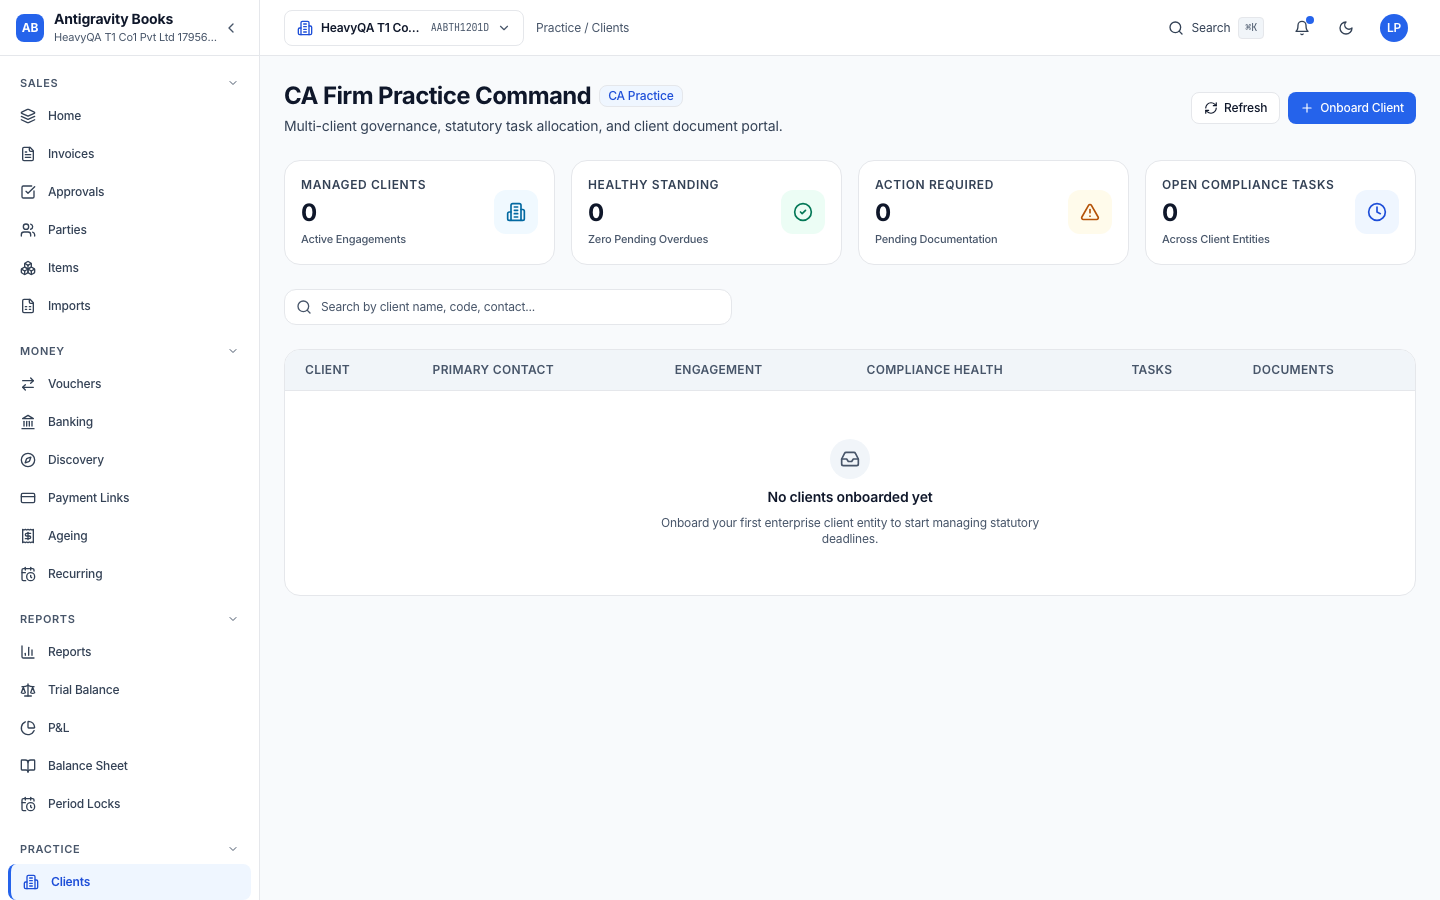 AB
Antigravity Books
HeavyQA T1 Co1 Pvt Ltd 17956...
SALES
Home
Invoices
Approvals
Parties
Items
Imports
MONEY
Vouchers
Banking
Discovery
Payment Links
Ageing
Recurring
REPORTS
Reports
Trial Balance
P&L
Balance Sheet
Period Locks
PRACTICE
Clients
HeavyQA T1 Co... AABTH1201D
Practice / Clients
Search ⌘K
LP
CA Firm Practice Command CA Practice
Multi-client governance, statutory task allocation, and client document portal.
Refresh
Onboard Client
MANAGED CLIENTS
0
Active Engagements
HEALTHY STANDING
0
Zero Pending Overdues
ACTION REQUIRED
0
Pending Documentation
OPEN COMPLIANCE TASKS
0
Across Client Entities
Search by client name, code, contact...
CLIENT PRIMARY CONTACT ENGAGEMENT COMPLIANCE HEALTH TASKS DOCUMENTS
No clients onboarded yet
Onboard your first enterprise client entity to start managing statutory
deadlines.